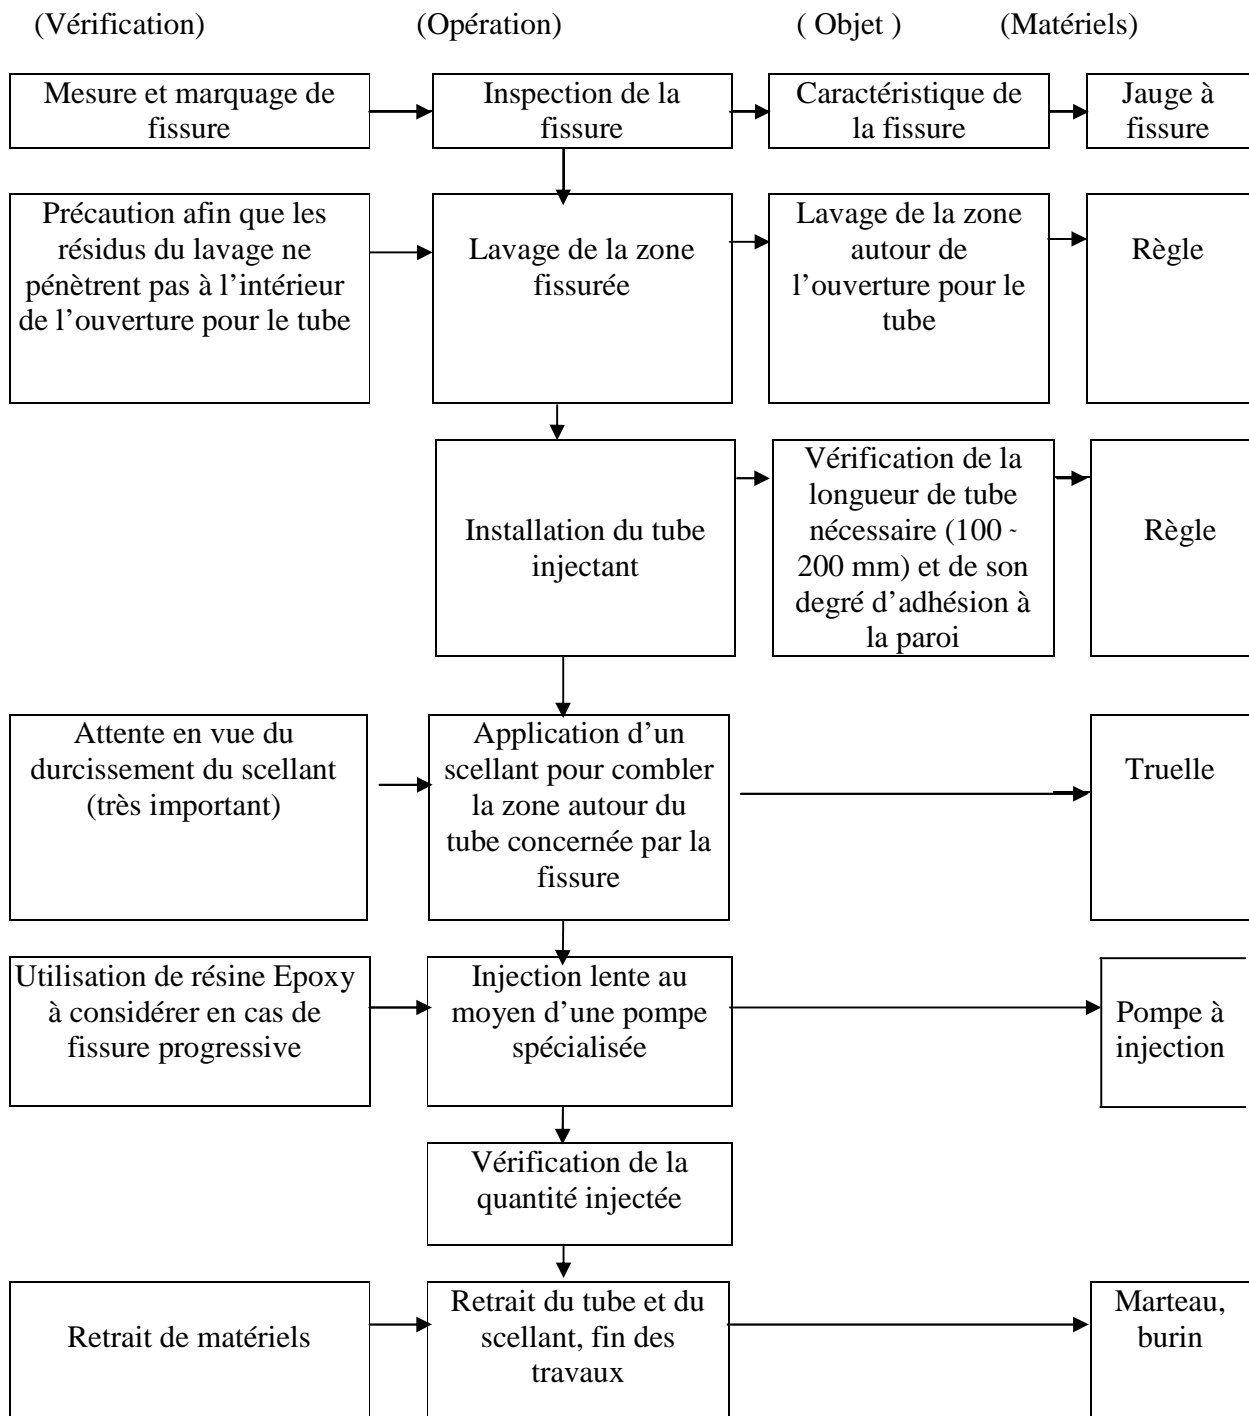 (Vérification) (Opération) ( Objet ) (Matériels)
Mesure et marquage de
fissure
Inspection de la
fissure
Caractéristique de
la fissure
Jauge à
fissure
Précaution afin que les
résidus du lavage ne
pénètrent pas à l’intérieur
de l’ouverture pour le tube
Lavage de la zone
fissurée
Lavage de la zone
autour de
l’ouverture pour le
tube
Règle
Installation du tube
injectant
Vérification de la
longueur de tube
nécessaire (100 ~
200 mm) et de son
degré d’adhésion à
la paroi
Règle
Attente en vue du
durcissement du scellant
(très important)
Application d’un
scellant pour combler
la zone autour du
tube concernée par la
fissure
Truelle
Utilisation de résine Epoxy
à considérer en cas de
fissure progressive
Injection lente au
moyen d’une pompe
spécialisée
Pompe à
injection
Vérification de la
quantité injectée
Retrait de matériels
Retrait du tube et du
scellant, fin des
travaux
Marteau,
burin